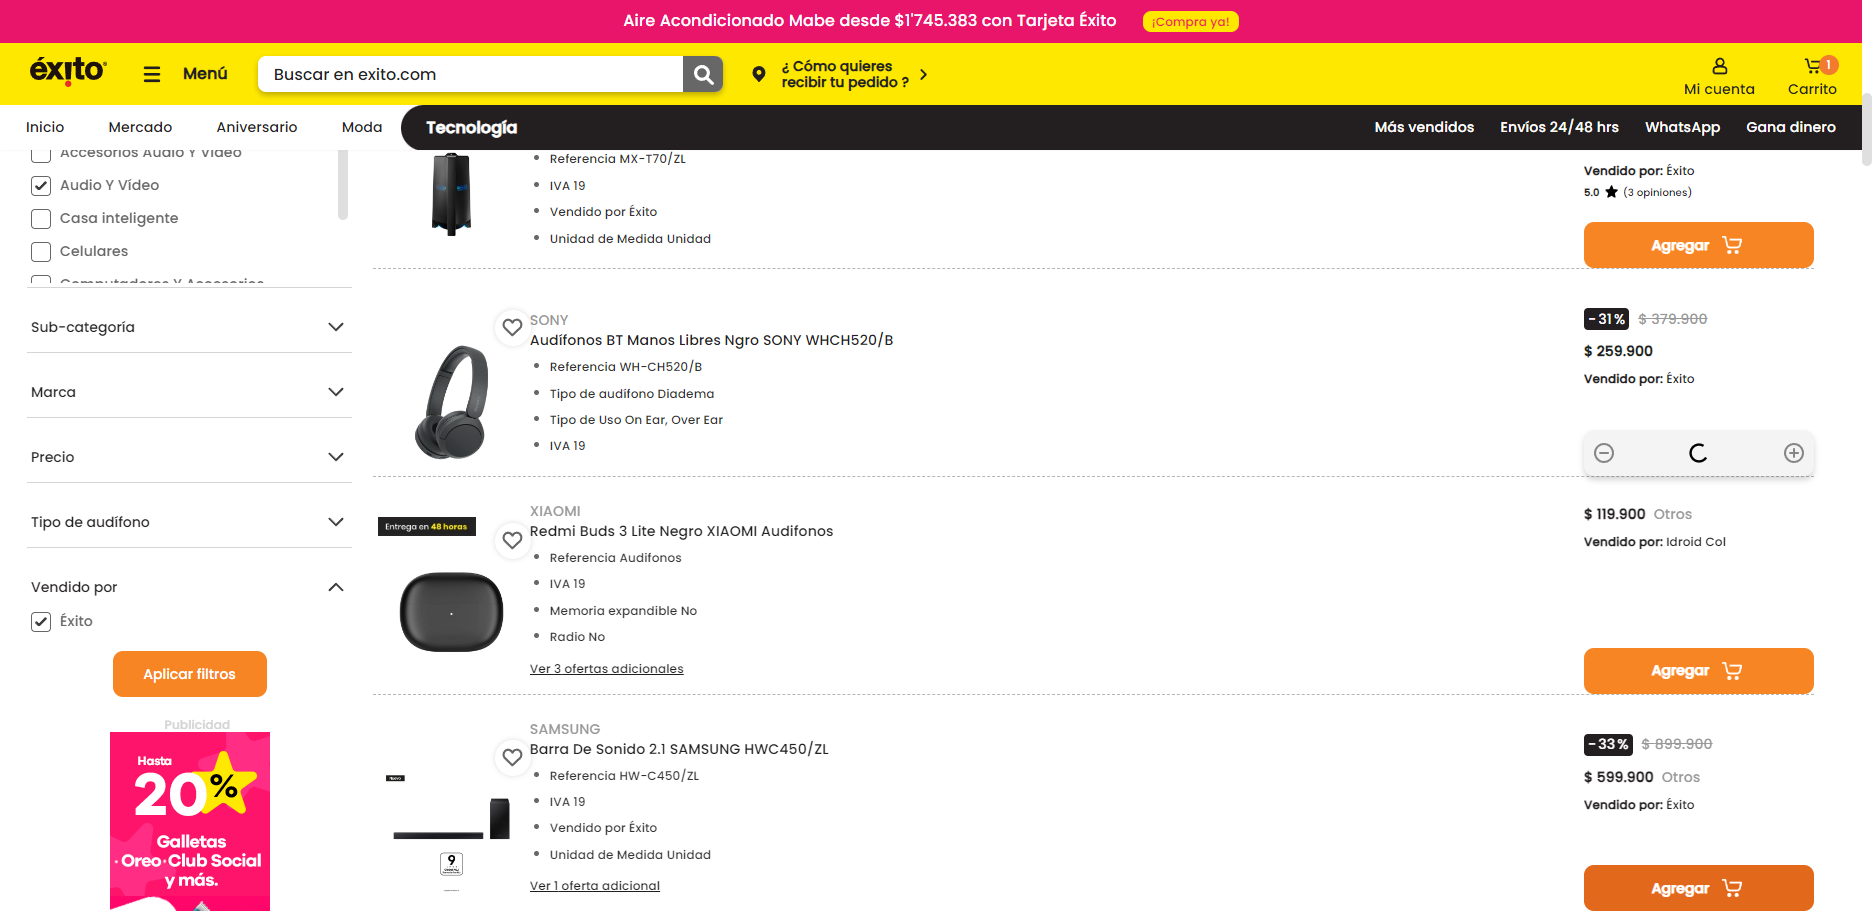 Aire Acondicionado Mabe desde $1'745.383 con Tarjeta Éxito ¡Compra ya!
éxito
Menú
Buscar en exito.com
¿ Cómo quieres
recibir tu pedido ?
Mi cuenta
1
Carrito
Inicio Mercado Aniversario Moda Tecnología Más vendidos Envíos 24/48 hrs WhatsApp Gana dinero
Accesorios Audio Y Video
Audio Y Vídeo
Casa inteligente
Celulares
Computadores Y Accesorios
Sub-categoría
Marca
Precio
Tipo de audífono
Vendido por
Éxito
Aplicar filtros
Publicidad
Hasta
20%
Galletas
·Oreo·Club Social
y más.
Referencia MX-T70/ZL
IVA 19
Vendido por Éxito
Unidad de Medida Unidad
Vendido por: Éxito
5.0 (3 opiniones)
Agregar
SONY
Audífonos BT Manos Libres Ngro SONY WHCH520/B
Referencia WH-CH520/B
Tipo de audífono Diadema
Tipo de Uso On Ear, Over Ear
IVA 19
-31% $ 379.900
$ 259.900
Vendido por: Éxito
Entrega en 48 horas
XIAOMI
Redmi Buds 3 Lite Negro XIAOMI Audifonos
Referencia Audifonos
IVA 19
Memoria expandible No
Radio No
Ver 3 ofertas adicionales
$ 119.900 Otros
Vendido por: Idroid Col
Agregar
SAMSUNG
Barra De Sonido 2.1 SAMSUNG HWC450/ZL
Referencia HW-C450/ZL
IVA 19
Vendido por Éxito
Unidad de Medida Unidad
Ver 1 oferta adicional
Nuevo
9
-33% $ 899.900
$ 599.900 Otros
Vendido por: Éxito
Agregar